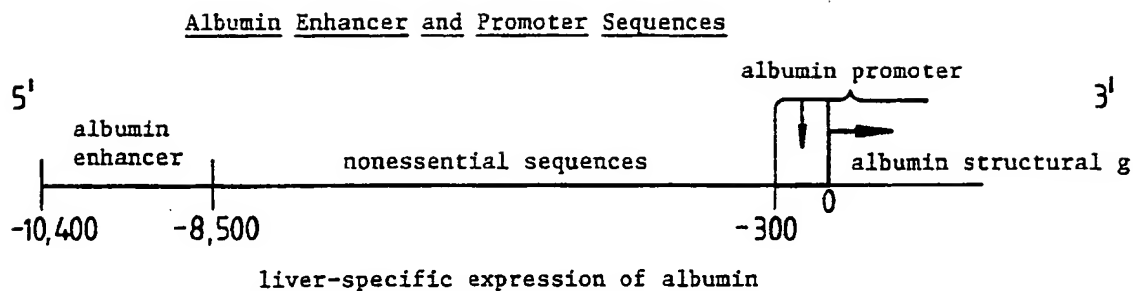 Albumin Enhancer and Promoter Sequences
albumin promoter
5' 3'
albumin
enhancer nonessential sequences albumin structural g
-10,400 -8,500 -300 0
liver-specific expression of albumin